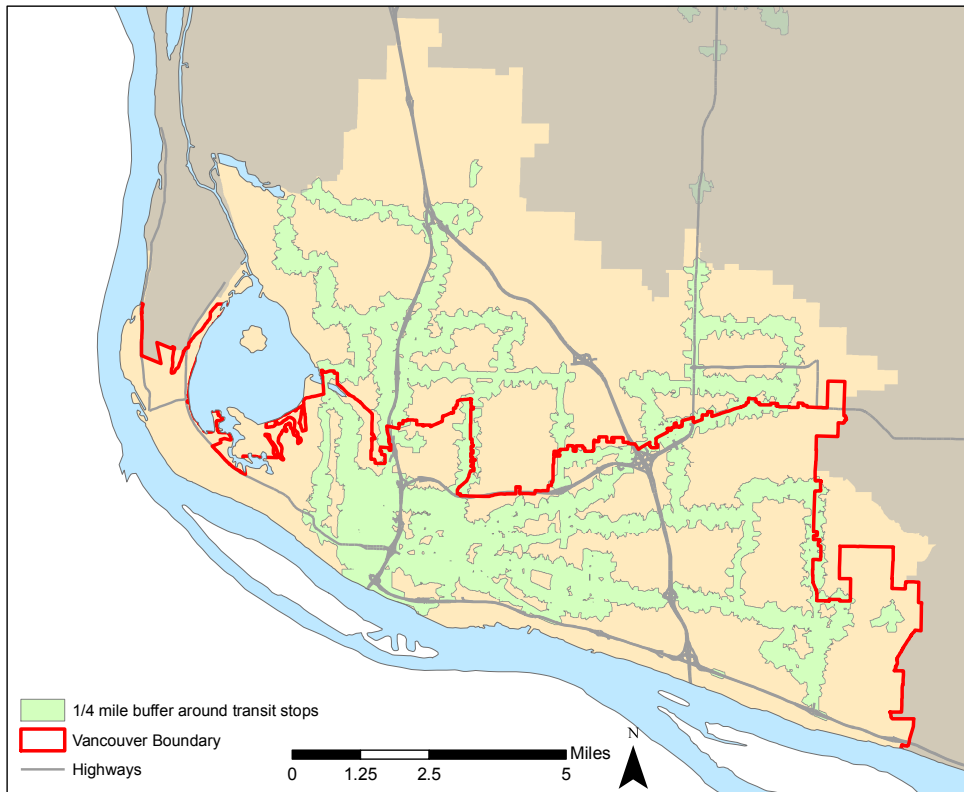 1/4 mile buffer around transit stops
Vancouver Boundary
Highways
Miles
0 1.25 2.5 5
N